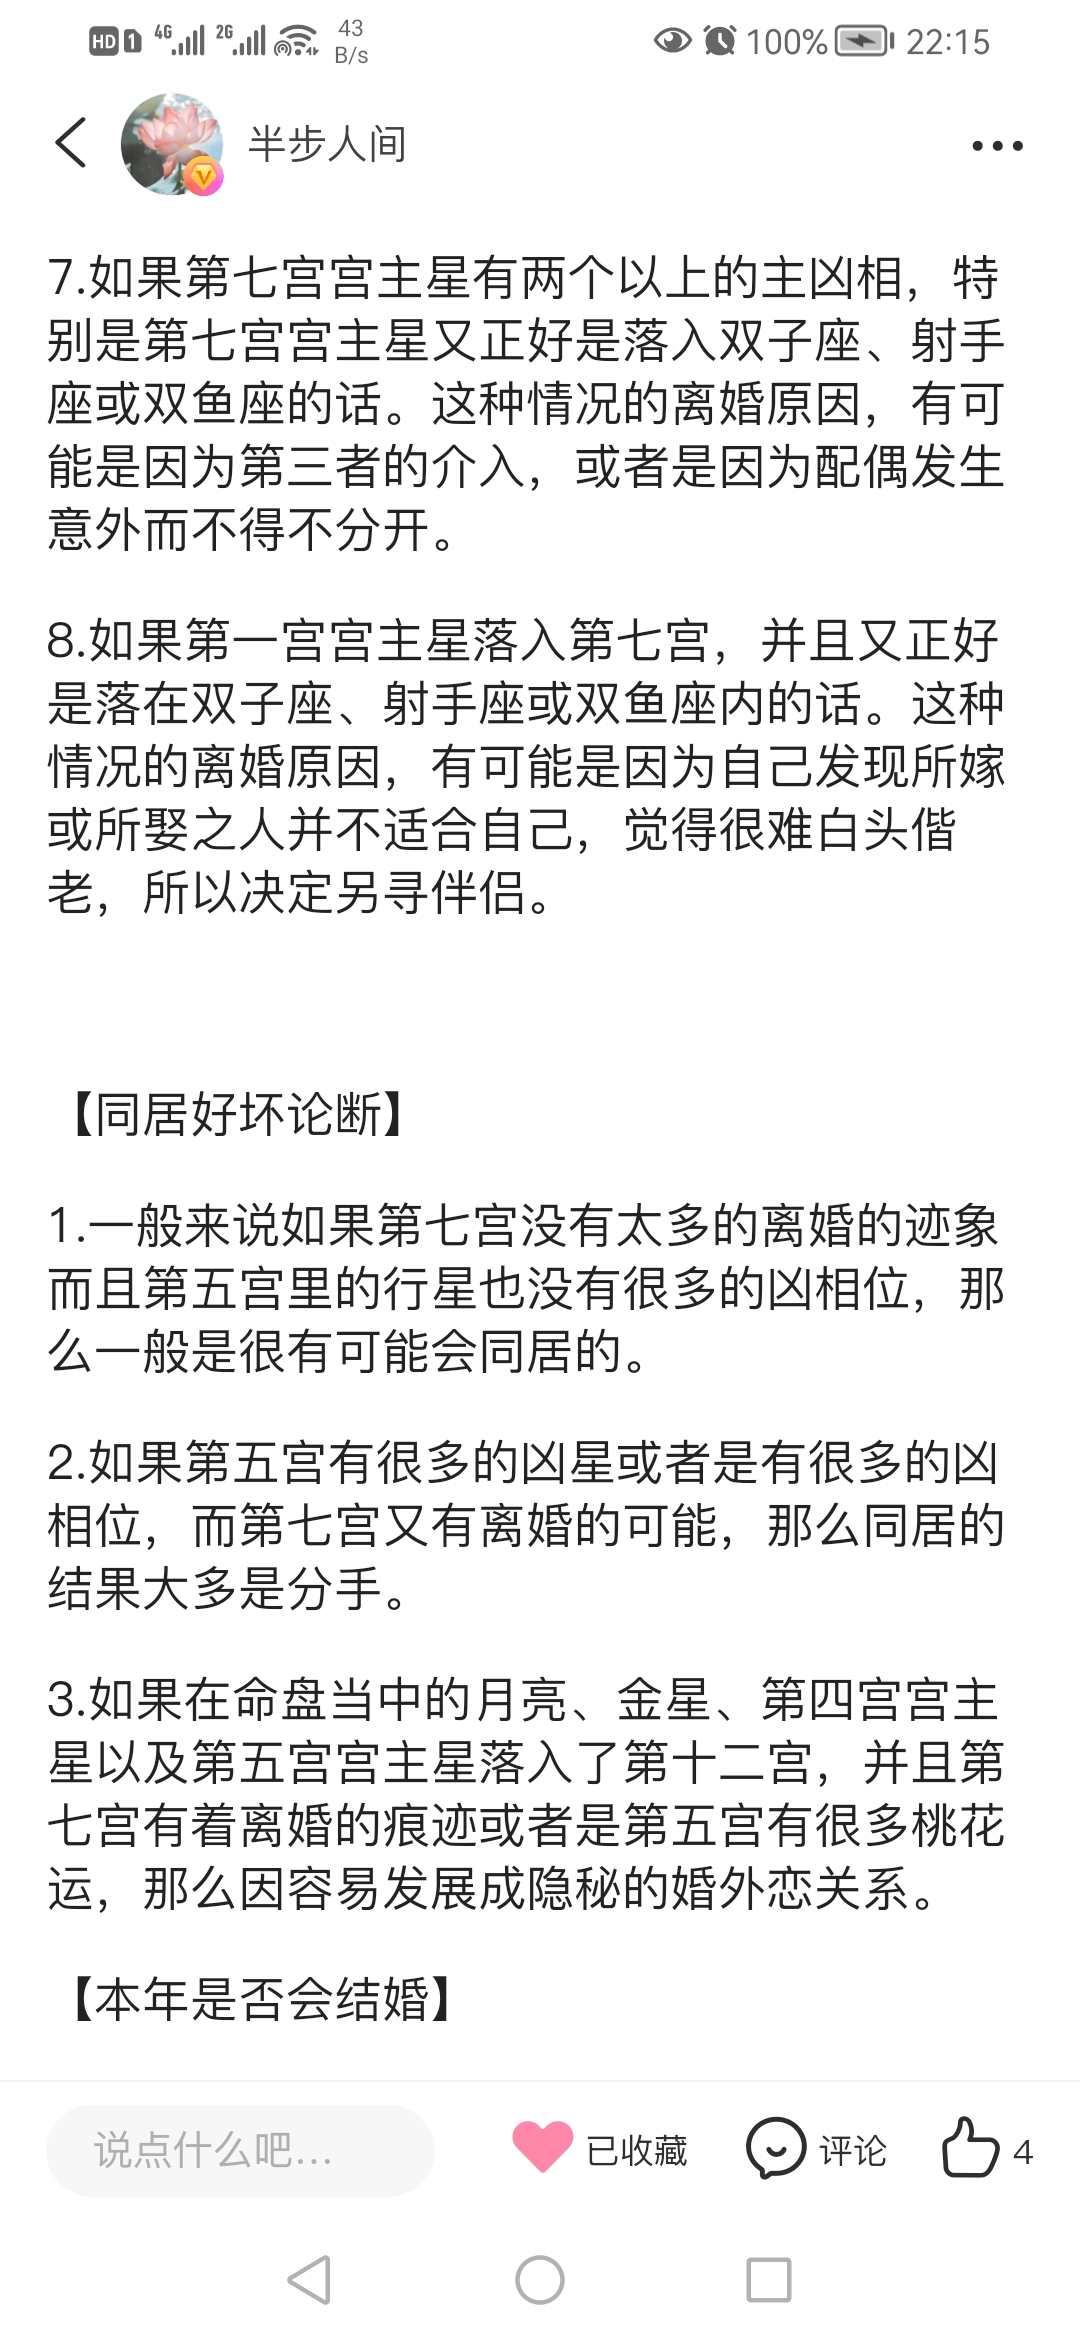 HD 1 4G 2G 43 B/s 100% 22:15
半步人间
7.如果第七宫宫主星有两个以上的主凶相，特
别是第七宫宫主星又正好是落入双子座、射手
座或双鱼座的话。这种情况的离婚原因，有可
能是因为第三者的介入，或者是因为配偶发生
意外而不得不分开。
8.如果第一宫宫主星落入第七宫，并且又正好
是落在双子座、射手座或双鱼座内的话。这种
情况的离婚原因，有可能是因为自己发现所嫁
或所娶之人并不适合自己，觉得很难白头偕
老，所以决定另寻伴侣。
【同居好坏论断】
1.一般来说如果第七宫没有太多的离婚的迹象
而且第五宫里的行星也没有很多的凶相位，那
么一般是很有可能会同居的。
2.如果第五宫有很多的凶星或者是有很多的凶
相位，而第七宫又有离婚的可能，那么同居的
结果大多是分手。
3.如果在命盘当中的月亮、金星、第四宫宫主
星以及第五宫宫主星落入了第十二宫，并且第
七宫有着离婚的痕迹或者是第五宫有很多桃花
运，那么因容易发展成隐秘的婚外恋关系。
【本年是否会结婚】
说点什么吧... 已收藏 评论 4